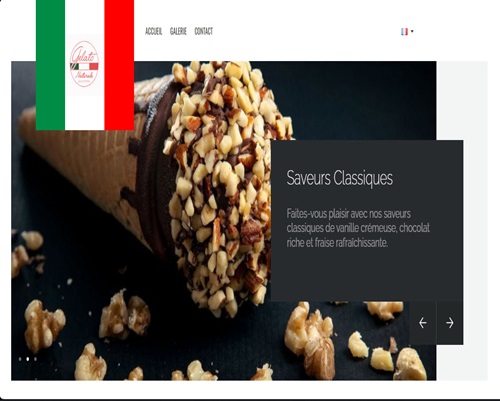 ACCUEIL GALERIE CONTACT
Gelato
Naturale
Saveurs Classiques
Faites-vous plaisir avec nos saveurs
classiques de vanille crémeuse, chocolat
riche et fraise rafraîchissante.